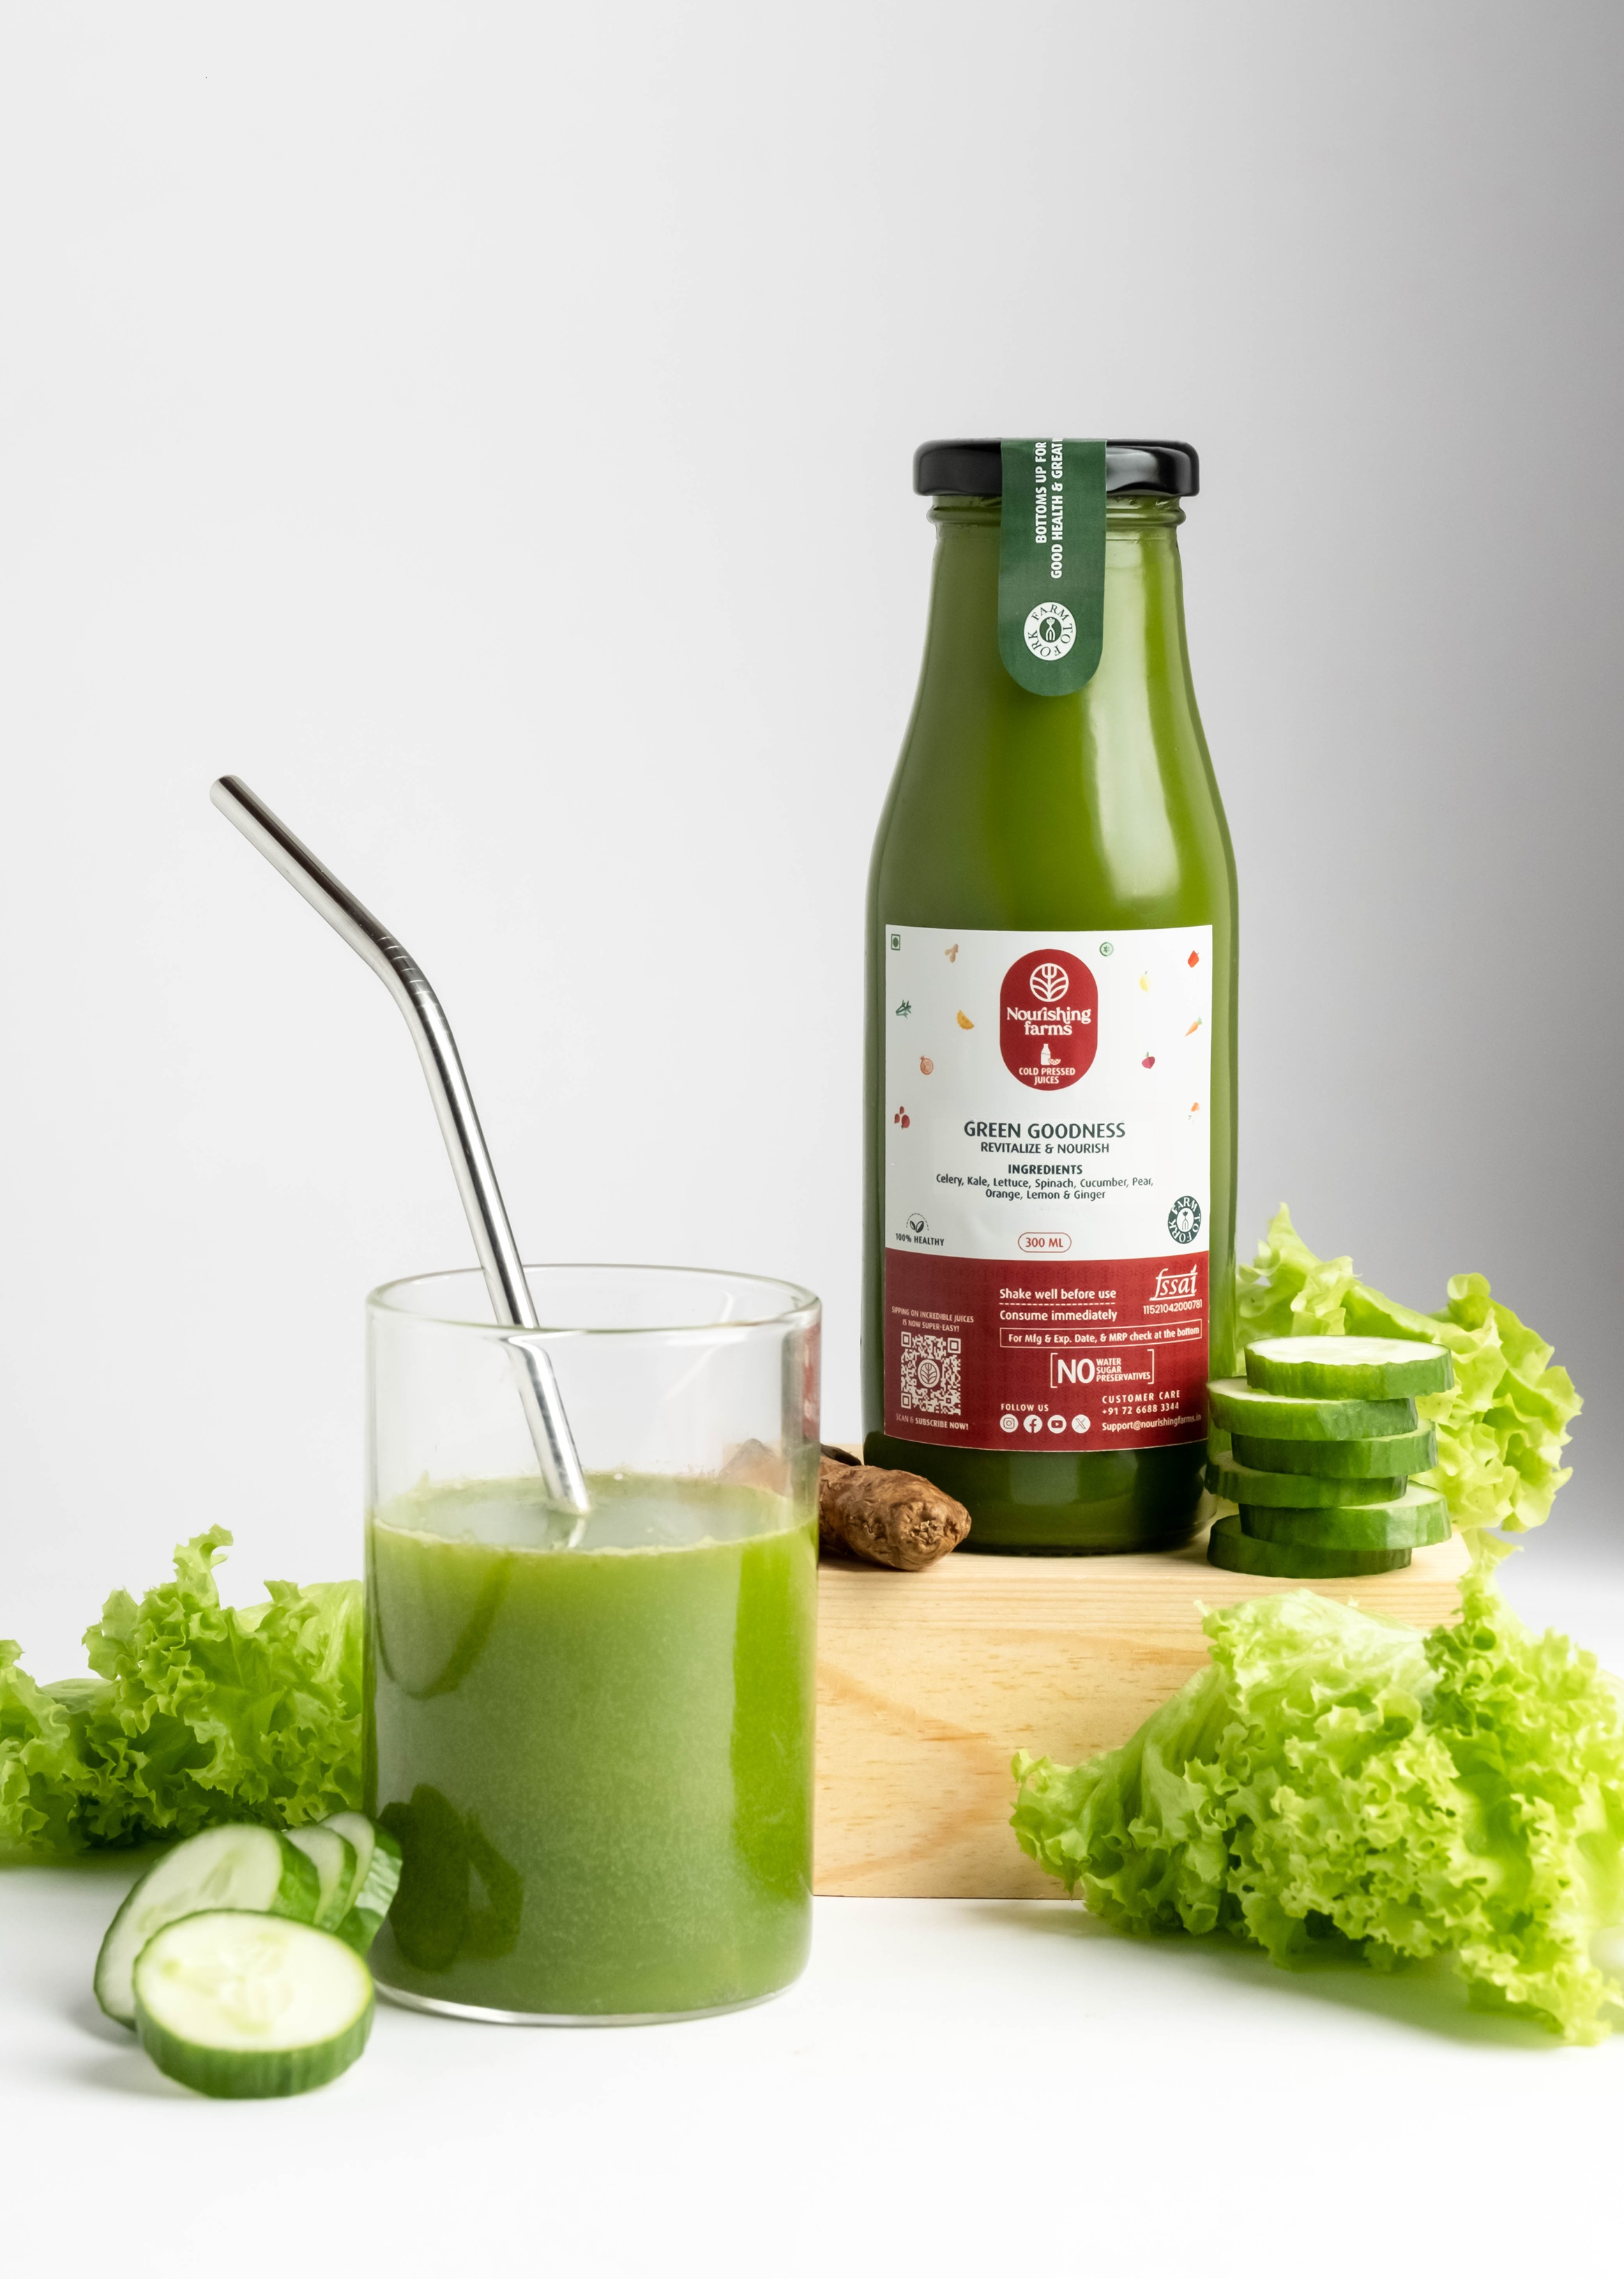 BOTTOMS UP FOR
GOOD HEALTH & GREAT
FARM TO FORK
Nourishing
farms
COLD PRESSED
JUICES
GREEN GOODNESS
REVITALIZE & NOURISH
INGREDIENTS
Celery, Kale, Lettuce, Spinach, Cucumber, Pear,
Orange, Lemon & Ginger
100% HEALTHY
300 ML
FARM TO FORK
Shake well before use
Consume immediately
fssai
11521042000781
For Mfg & Exp. Date, & MRP check at the bottom
SIPPING ON INCREDIBLE JUICES
IS NOW SUPER-EASY!
SCAN & SUBSCRIBE NOW!
NO WATER
SUGAR
PRESERVATIVES
FOLLOW US
CUSTOMER CARE
+91 72 6688 3344
Support@nourishingfarms.in